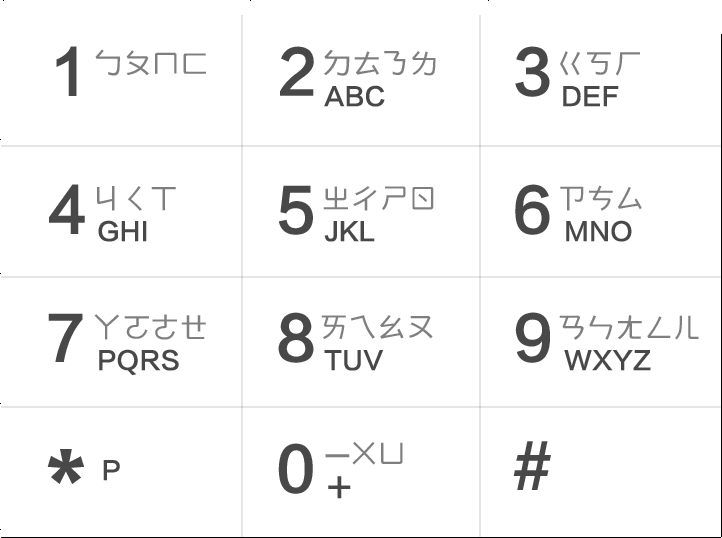 1 ㄅㄆㄇㄈ
2 ㄉㄊㄋㄌ
ABC
3 ㄍㄎㄏ
DEF
4 ㄐㄑㄒ
GHI
5 ㄓㄔㄕㄖ
JKL
6 ㄗㄘㄙ
MNO
7 ㄚㄛㄜㄝ
PQRS
8 ㄞㄟㄠㄡ
TUV
9 ㄢㄣㄤㄥㄦ
WXYZ
* P
0 ㄧㄨㄩ
+
#